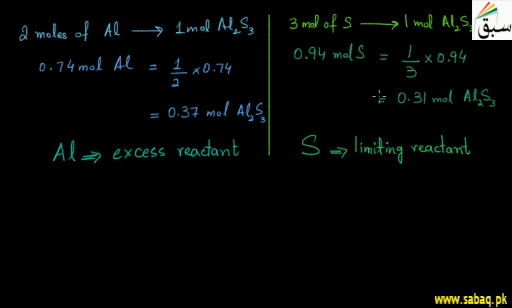 2 moles of Al ⟶ 1 mol Al₂S₃
0.74 mol Al = 1/2 × 0.74
= 0.37 mol Al₂S₃
Al ⇒ excess reactant
3 mol of S ⟶ 1 mol Al₂S₃
0.94 mol S = 1/3 × 0.94
= 0.31 mol Al₂S₃
S ⇒ limiting reactant
سبق
www.sabaq.pk